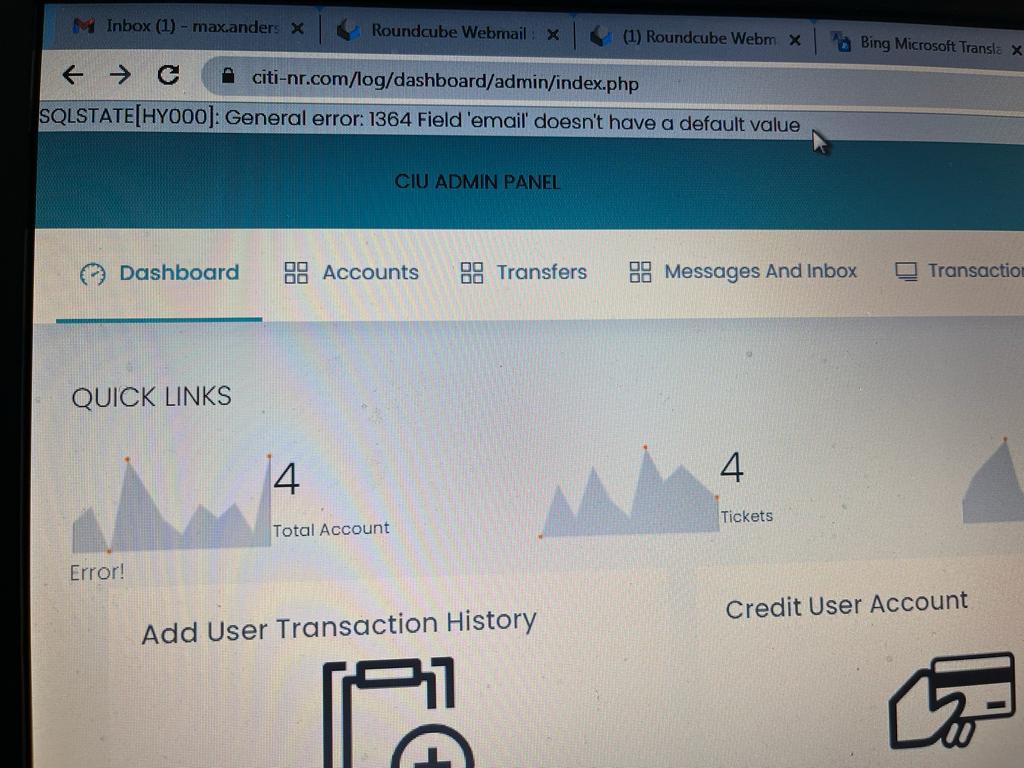 Inbox (1) - max.anders
Roundcube Webmail :
(1) Roundcube Webm
Bing Microsoft Transla
citi-nr.com/log/dashboard/admin/index.php
SQLSTATE[HY000]: General error: 1364 Field 'email' doesn't have a default value
CIU ADMIN PANEL
Dashboard
Accounts
Transfers
Messages And Inbox
Transaction
QUICK LINKS
4
Total Account
4
Tickets
Error!
Add User Transaction History
Credit User Account